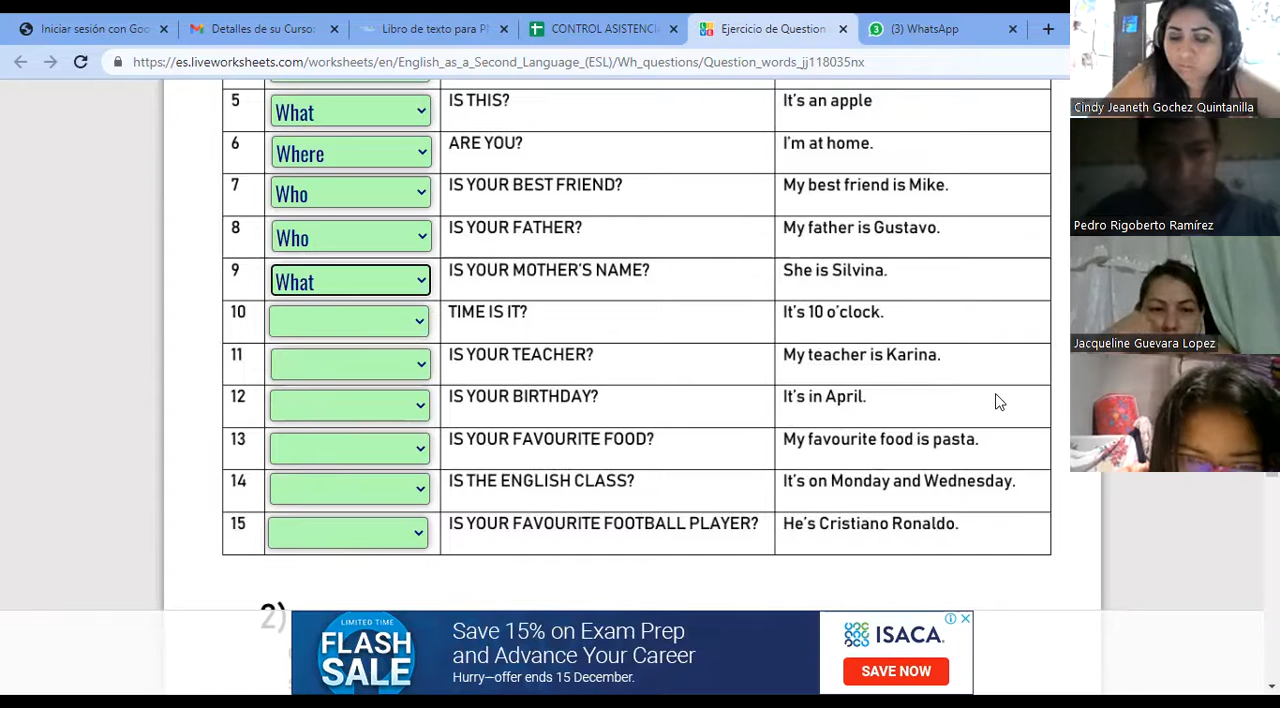 Iniciar sesión con Goo
Detalles de su Curso:
Libro de texto para P
CONTROL ASISTENCI
Ejercicio de Question
(3) WhatsApp
https://es.liveworksheets.com/worksheets/en/English_as_a_Second_Language_(ESL)/Wh_questions/Question_words_jj118035nx
5 What IS THIS? It's an apple
6 Where ARE YOU? I'm at home.
7 Who IS YOUR BEST FRIEND? My best friend is Mike.
8 Who IS YOUR FATHER? My father is Gustavo.
9 What IS YOUR MOTHER'S NAME? She is Silvina.
10 TIME IS IT? It's 10 o'clock.
11 IS YOUR TEACHER? My teacher is Karina.
12 IS YOUR BIRTHDAY? It's in April.
13 IS YOUR FAVOURITE FOOD? My favourite food is pasta.
14 IS THE ENGLISH CLASS? It's on Monday and Wednesday.
15 IS YOUR FAVOURITE FOOTBALL PLAYER? He's Cristiano Ronaldo.
2)
LIMITED TIME
FLASH
SALE
Save 15% on Exam Prep
and Advance Your Career
Hurry—offer ends 15 December.
ISACA.
SAVE NOW
Cindy Jeaneth Gochez Quintanilla
Pedro Rigoberto Ramírez
Jacqueline Guevara Lopez